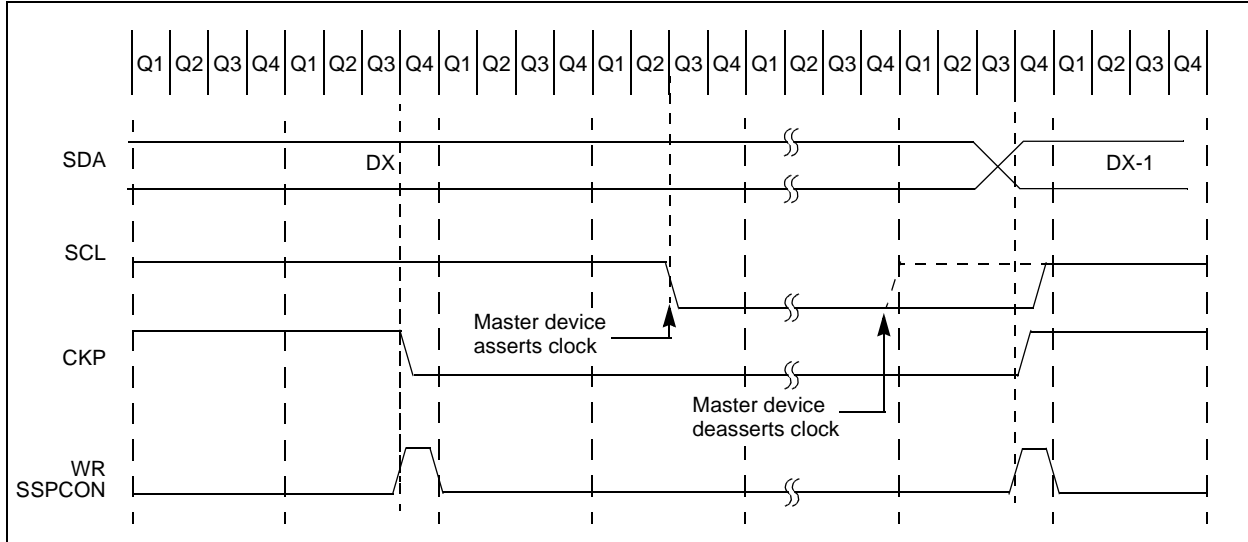 Q1 Q2 Q3 Q4 Q1 Q2 Q3 Q4 Q1 Q2 Q3 Q4 Q1 Q2 Q3 Q4 Q1 Q2 Q3 Q4 Q1 Q2 Q3 Q4 Q1 Q2 Q3 Q4
SDA
DX
DX-1
SCL
Master device
asserts clock
CKP
Master device
deasserts clock
WR
SSPCON